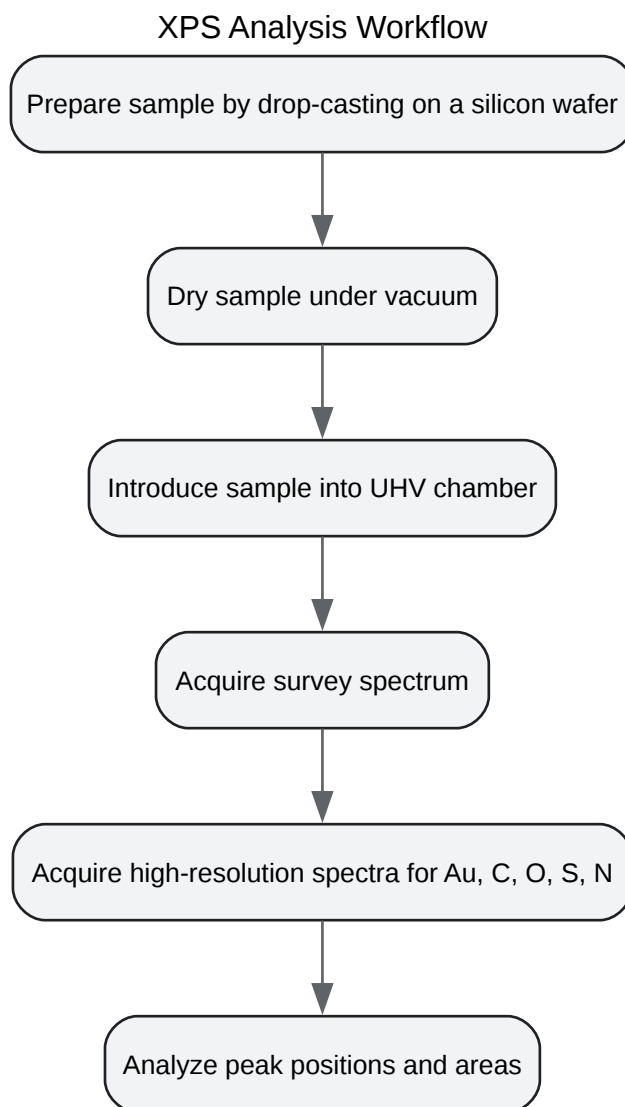 XPS Analysis Workflow
Prepare sample by drop-casting on a silicon wafer
Dry sample under vacuum
Introduce sample into UHV chamber
Acquire survey spectrum
Acquire high-resolution spectra for Au, C, O, S, N
Analyze peak positions and areas